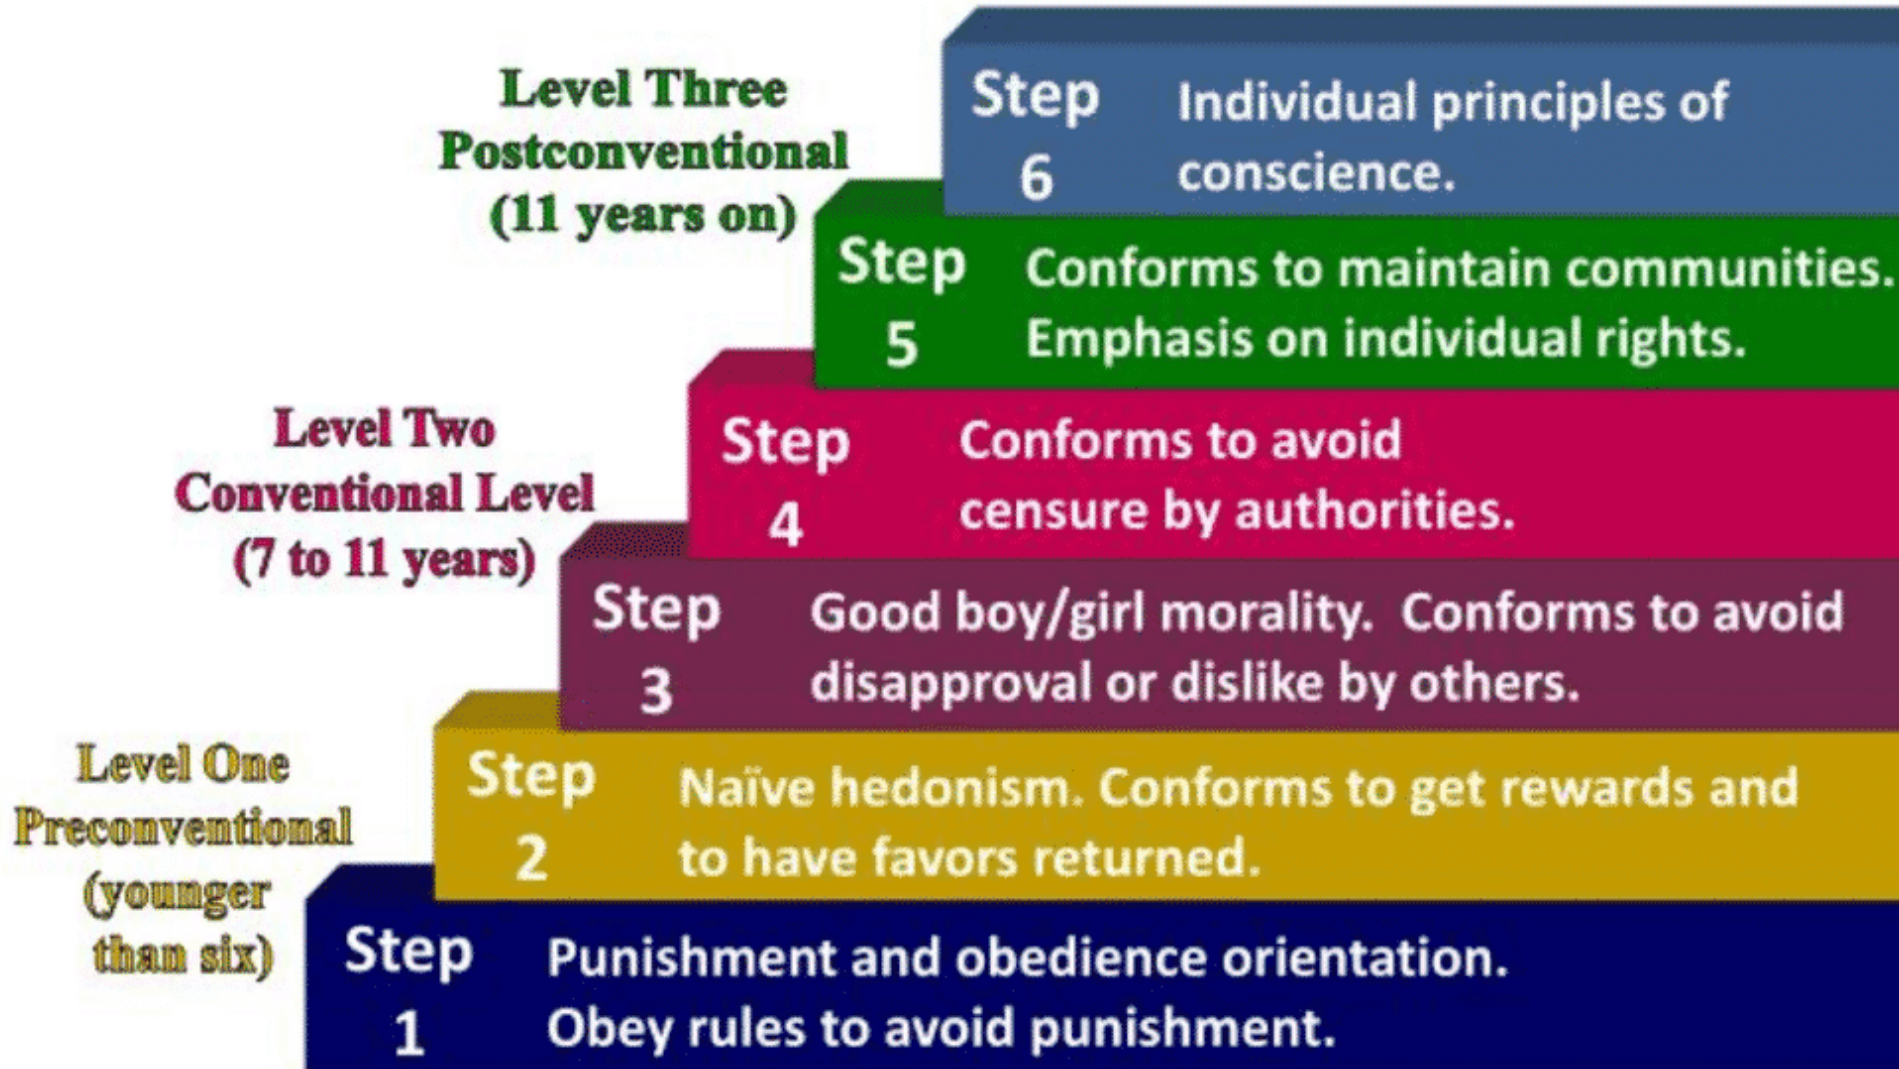 Level Three
Postconventional
(11 years on)
Step
6
Individual principles of
conscience.
Step
5
Conforms to maintain communities.
Emphasis on individual rights.
Level Two
Conventional Level
(7 to 11 years)
Step
4
Conforms to avoid
censure by authorities.
Step
3
Good boy/girl morality. Conforms to avoid
disapproval or dislike by others.
Level One
Preconventional
(younger
than six)
Step
2
Naïve hedonism. Conforms to get rewards and
to have favors returned.
Step
1
Punishment and obedience orientation.
Obey rules to avoid punishment.